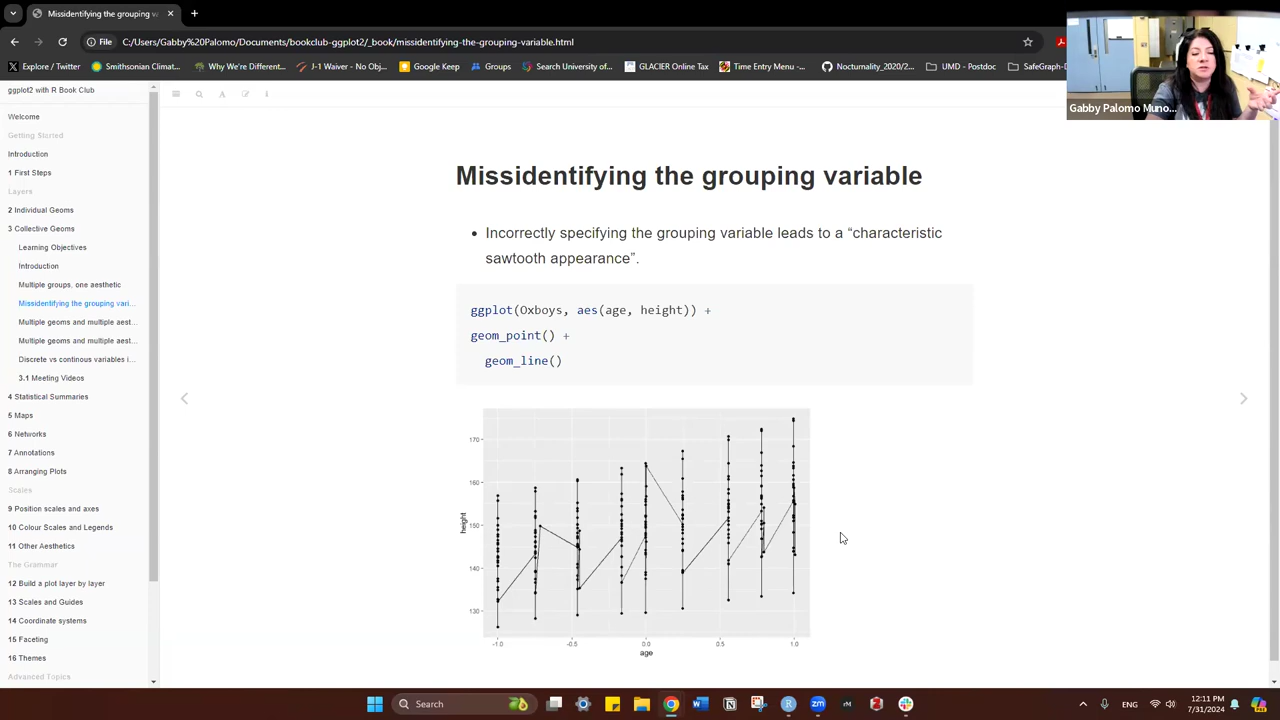 Missidentifying the grouping w
C:/Users/Gabby%20Palomo/Documents/bookclub-ggplot2/_book/misidentifying-the-grouping-variable.html
File
Explore / Twitter
Smithsonian Climat...
Why We're Different...
J-1 Waiver - No Obj...
Google Keep
University of...
GLACIER Online Tax
Time Entry Menu -...
Nocturnality_2020/2...
UMD - Postdoc
SafeGraph-D
Gabby Palomo Muno...
ggplot2 with R Book Club
Welcome
Getting Started
Introduction
1 First Steps
Layers
2 Individual Geoms
3 Collective Geoms
Learning Objectives
Introduction
Multiple groups, one aesthetic
Missidentifying the grouping vari...
Multiple geoms and multiple aest...
Multiple geoms and multiple aest...
Discrete vs continous variables i...
3.1 Meeting Videos
4 Statistical Summaries
5 Maps
6 Networks
7 Annotations
8 Arranging Plots
Scales
9 Position scales and axes
10 Colour Scales and Legends
11 Other Aesthetics
The Grammar
12 Build a plot layer by layer
13 Scales and Guides
14 Coordinate systems
15 Faceting
16 Themes
Advanced Topics
Missidentifying the grouping variable
• Incorrectly specifying the grouping variable leads to a “characteristic
sawtooth appearance”.
ggplot(Oxboys, aes(age, height)) +
geom_point() +
geom_line()
170
160
150
140
130
height
-1.0 -0.5 0.0 0.5 1.0
age
Search
ENG
12:11 PM
7/31/2024